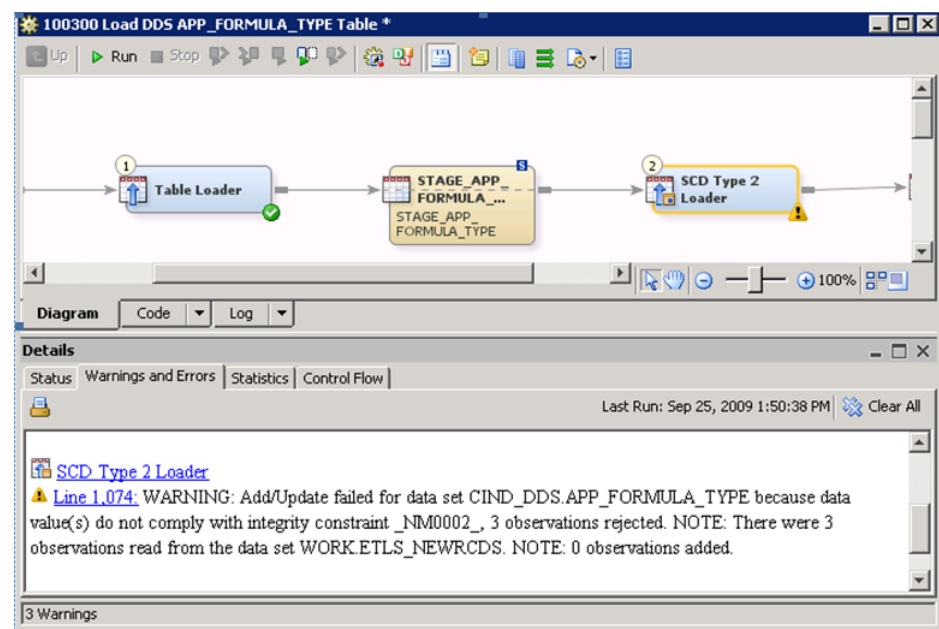 100300 Load DDS APP_FORMULA_TYPE Table *
Up Run Stop
1
Table Loader
S
STAGE_APP_
FORMULA_...
STAGE_APP_
FORMULA_TYPE
2
SCD Type 2
Loader
100%
Diagram Code Log
Details
Status Warnings and Errors Statistics Control Flow
Last Run: Sep 25, 2009 1:50:38 PM Clear All
SCD Type 2 Loader
Line 1,074: WARNING: Add/Update failed for data set CIND_DDS.APP_FORMULA_TYPE because data
value(s) do not comply with integrity constraint _NM0002_, 3 observations rejected. NOTE: There were 3
observations read from the data set WORK.ETLS_NEWRCDS. NOTE: 0 observations added.
3 Warnings